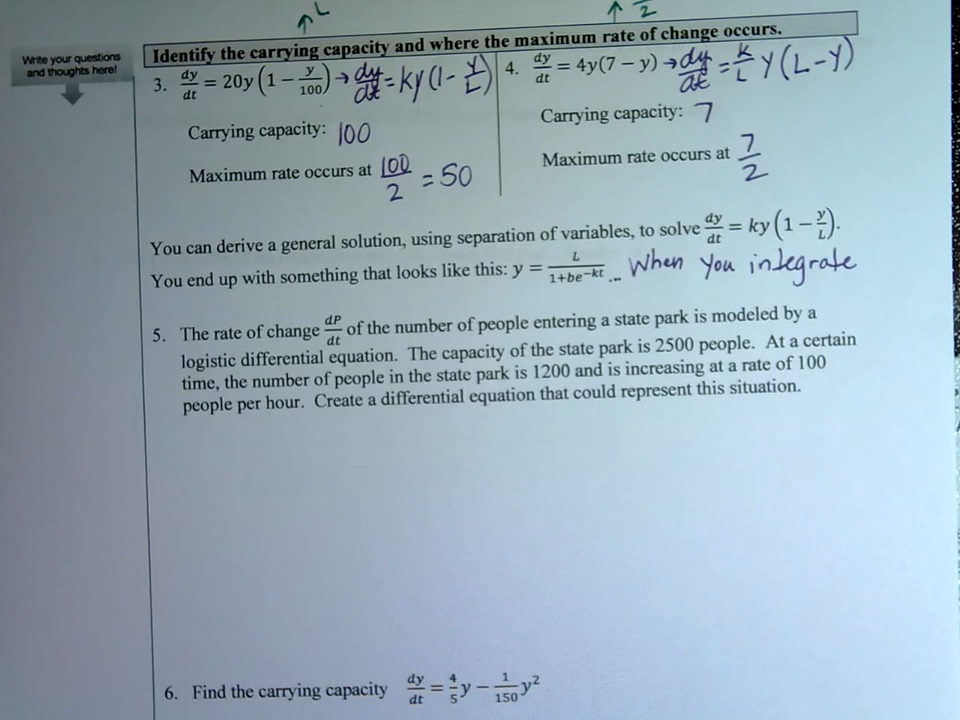 ↑ L
↑ 2
Write your questions
and thoughts here!
Identify the carrying capacity and where the maximum rate of change occurs.
3. dy/dt = 20y(1 − y/100) → dy/dt = ky(1 - y/L)
4. dy/dt = 4y(7 − y) → dy/dt = k/L y(L - y)
Carrying capacity: 100
Carrying capacity: 7
Maximum rate occurs at 100/2 = 50
Maximum rate occurs at 7/2
You can derive a general solution, using separation of variables, to solve dy/dt = ky(1 − y/L).
You end up with something that looks like this: y = L/(1+be^−kt) ... When you integrate
5. The rate of change dP/dt of the number of people entering a state park is modeled by a
logistic differential equation. The capacity of the state park is 2500 people. At a certain
time, the number of people in the state park is 1200 and is increasing at a rate of 100
people per hour. Create a differential equation that could represent this situation.
6. Find the carrying capacity dy/dt = 4/5 y − 1/150 y²